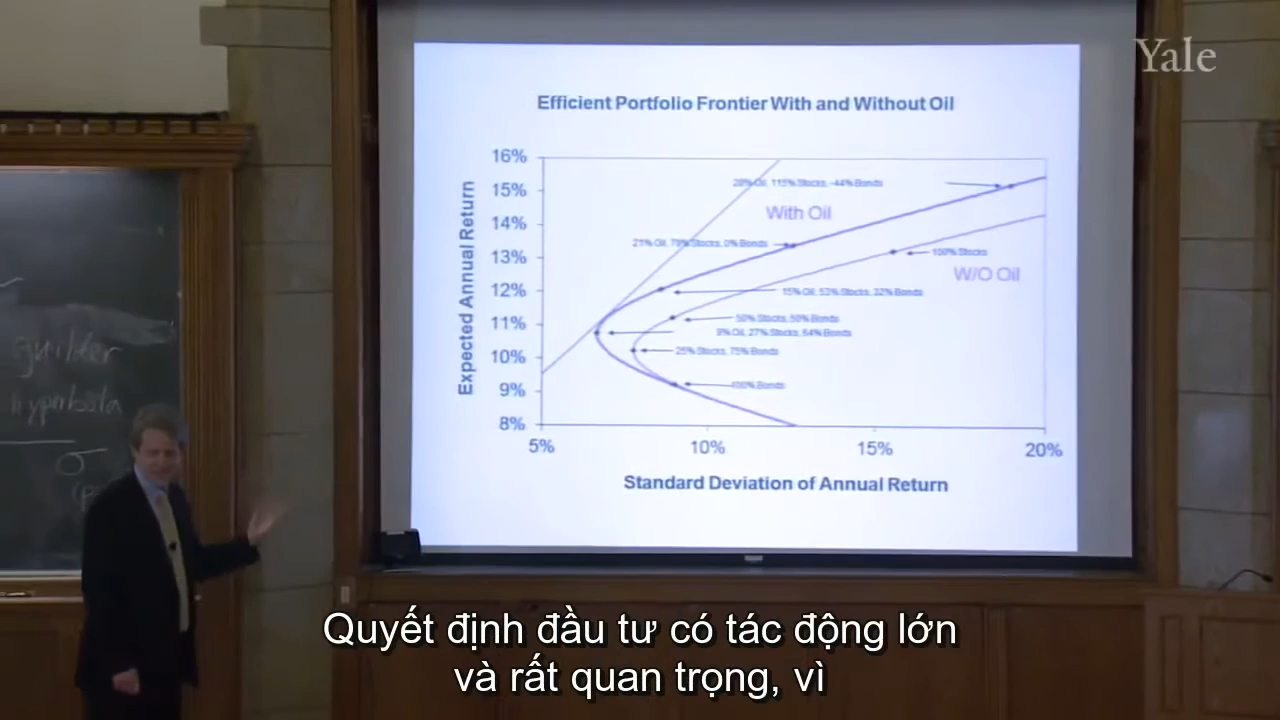 Yale
Efficient Portfolio Frontier With and Without Oil
Expected Annual Return
16%
15%
14%
13%
12%
11%
10%
9%
8%
28% Oil, 115% Stocks, -44% Bonds
With Oil
21% Oil, 79% Stocks, 0% Bonds
100% Stocks
W/O Oil
15% Oil, 53% Stocks, 32% Bonds
50% Stocks, 50% Bonds
9% Oil, 27% Stocks, 64% Bonds
25% Stocks, 75% Bonds
100% Bonds
5%
10%
15%
20%
Standard Deviation of Annual Return
guilder
hyperbola
σ
Quyết định đầu tư có tác động lớn
và rất quan trọng, vì